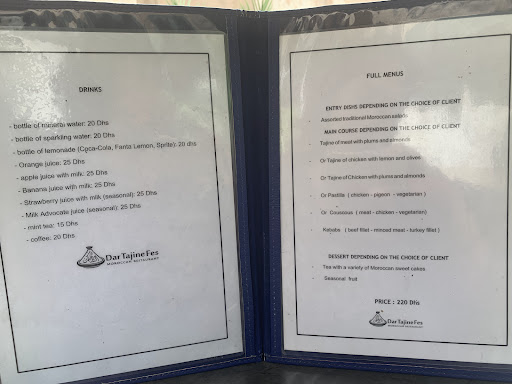 DRINKS
- bottle of mineral water: 20 Dhs
- bottle of sparkling water: 20 Dhs
- bottle of lemonade (Coca-Cola, Fanta Lemon, Sprite): 20 dhs
- Orange juice: 25 Dhs
- apple juice with milk: 25 Dhs
- Banana juice with milk: 25 Dhs
- Strawberry juice with milk (seasonal): 25 Dhs
- Milk Advocate juice (seasonal): 25 Dhs
- mint tea: 15 Dhs
- coffee: 20 Dhs
Dar Tajine Fes
MOROCCAN RESTAURANT
FULL MENUS
ENTRY DISHS DEPENDING ON THE CHOICE OF CLIENT
- Assorted traditional Moroccan salads
MAIN COURSE DEPENDING ON THE CHOICE OF CLIENT
- Tajine of meat with plums and almonds
- Or Tajine of chicken with lemon and olives
- Or Tajine of Chicken with plums and almonds
- Or Pastilla ( chicken - pigeon - vegetarian )
- Or Couscous ( meat - chicken - vegetarian)
- Kababs ( beef fillet - minced meat - turkey fillet )
DESSERT DEPENDING ON THE CHOICE OF CLIENT
- Tea with a variety of Moroccan sweet cakes
- Seasonal fruit
PRICE : 220 Dhs
Dar Tajine Fes
MOROCCAN RESTAURANT